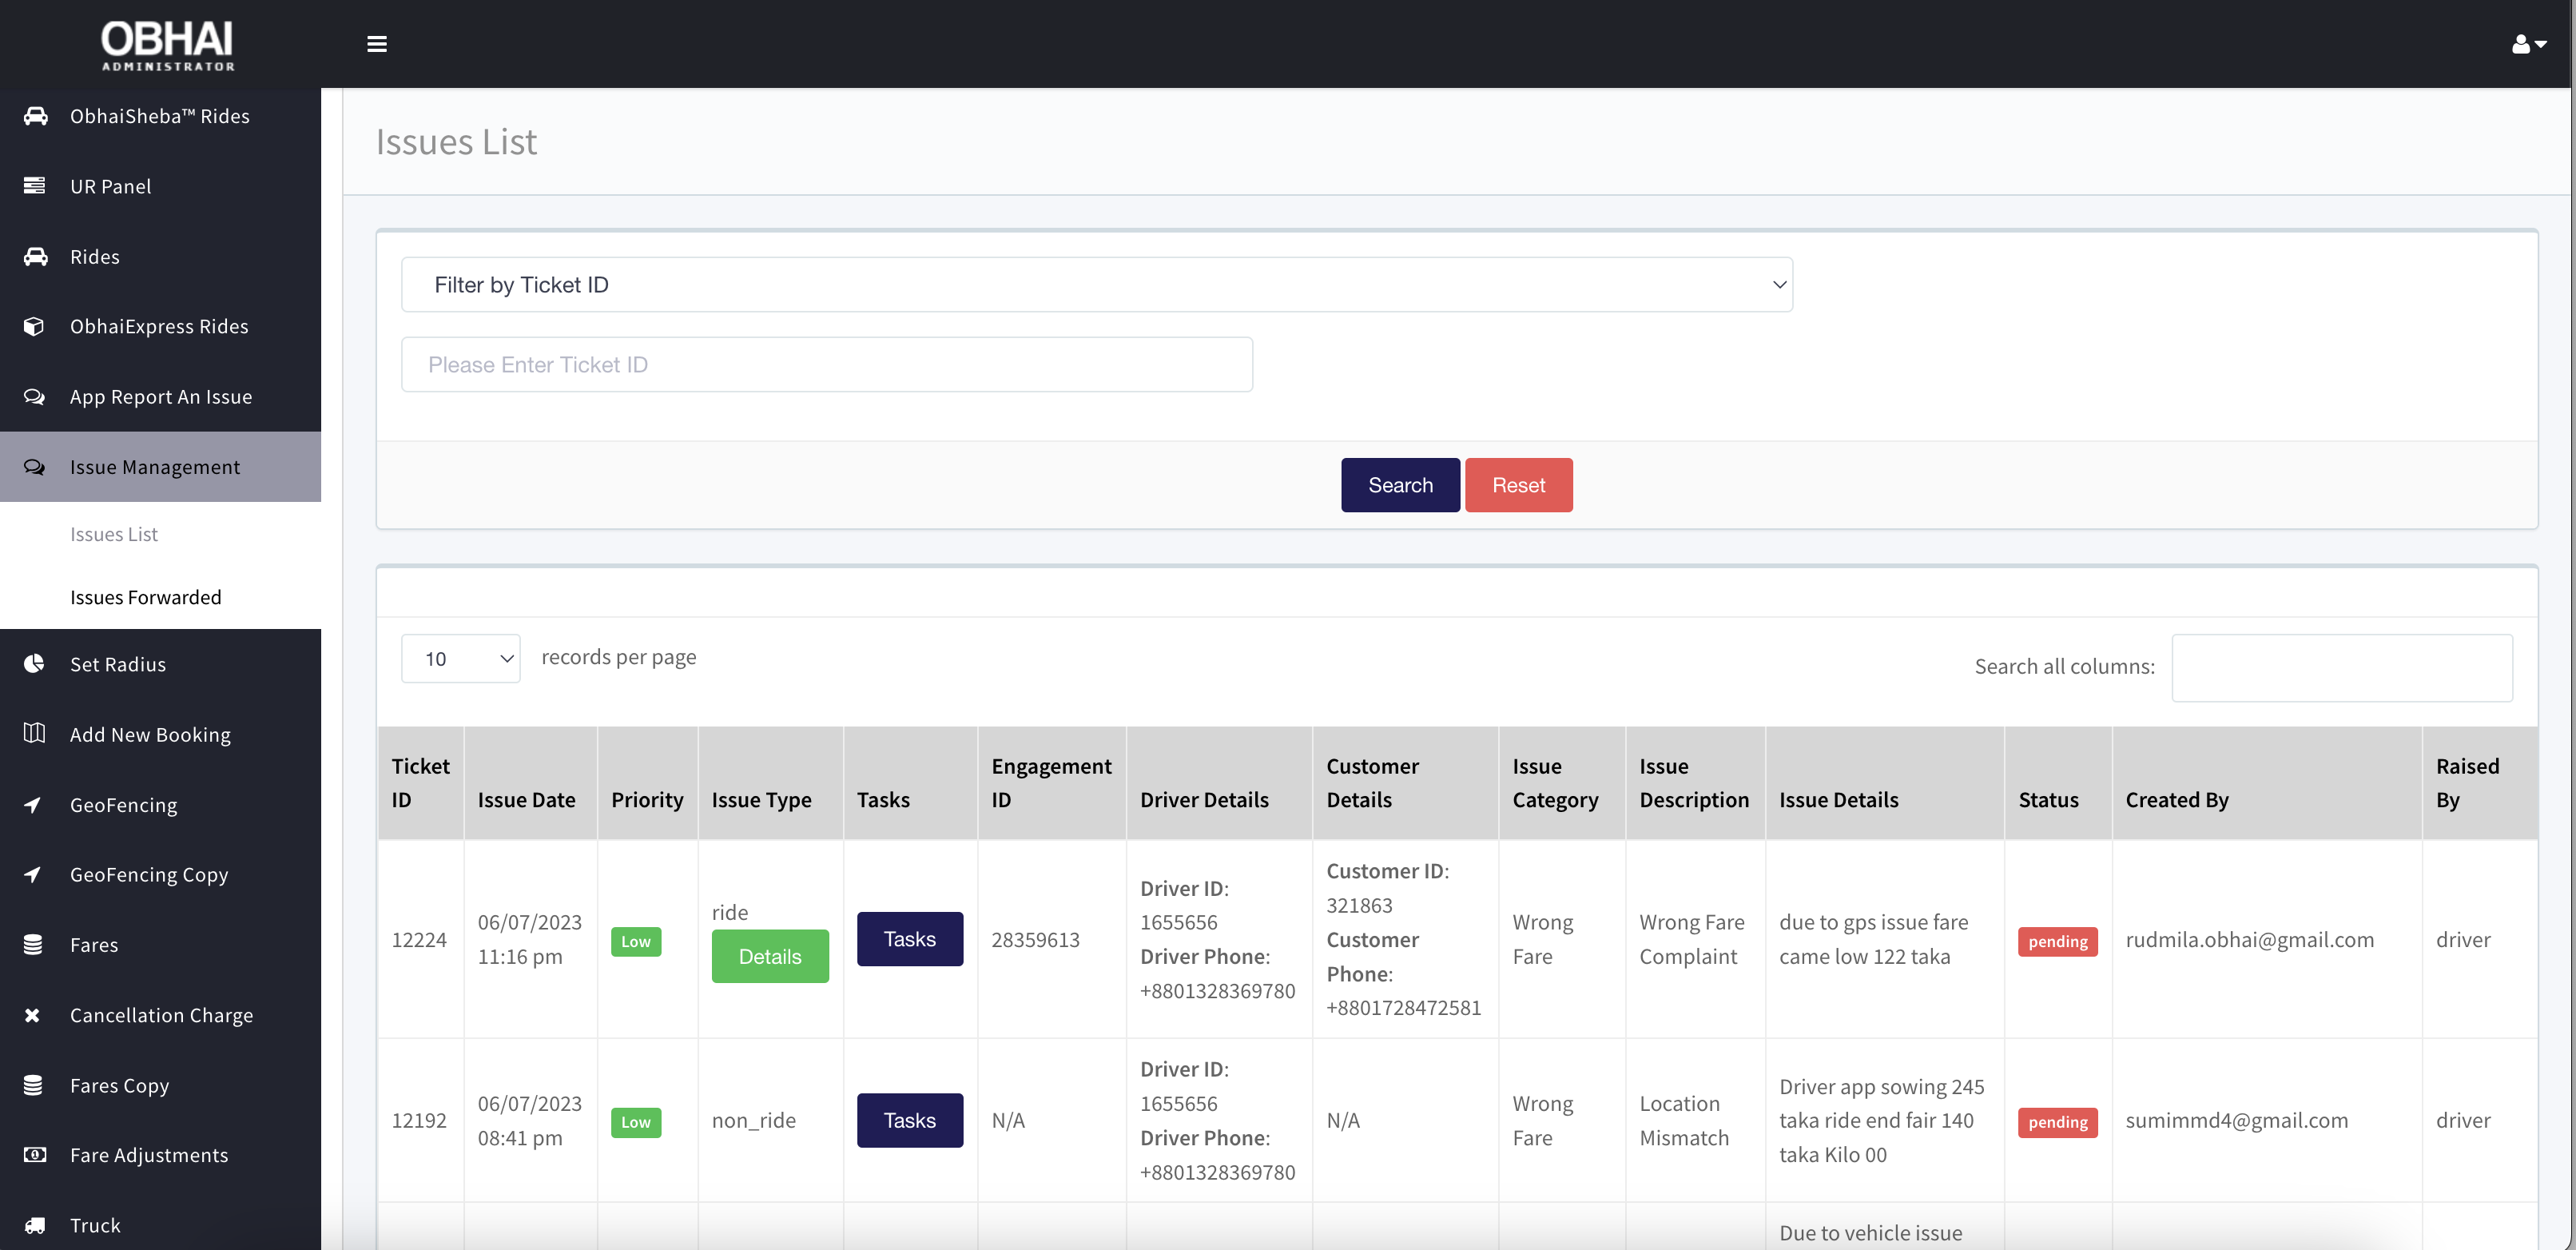 OBHAI
ADMINISTRATOR
ObhaiSheba™ Rides
UR Panel
Rides
ObhaiExpress Rides
App Report An Issue
Issue Management
Issues List
Issues Forwarded
Set Radius
Add New Booking
GeoFencing
GeoFencing Copy
Fares
Cancellation Charge
Fares Copy
Fare Adjustments
Truck
Issues List
Filter by Ticket ID
Please Enter Ticket ID
Search Reset
10 records per page
Search all columns:
Ticket ID
Issue Date
Priority
Issue Type
Tasks
Engagement ID
Driver Details
Customer Details
Issue Category
Issue Description
Issue Details
Status
Created By
Raised By
12224
06/07/2023
11:16 pm
Low
ride
Details
Tasks
28359613
Driver ID:
1655656
Driver Phone:
+8801328369780
Customer ID:
321863
Customer
Phone:
+8801728472581
Wrong
Fare
Wrong Fare
Complaint
due to gps issue fare
came low 122 taka
pending
rudmila.obhai@gmail.com
driver
12192
06/07/2023
08:41 pm
Low
non_ride
Tasks
N/A
Driver ID:
1655656
Driver Phone:
+8801328369780
N/A
Wrong
Fare
Location
Mismatch
Driver app sowing 245
taka ride end fair 140
taka Kilo 00
pending
sumimmd4@gmail.com
driver
Due to vehicle issue